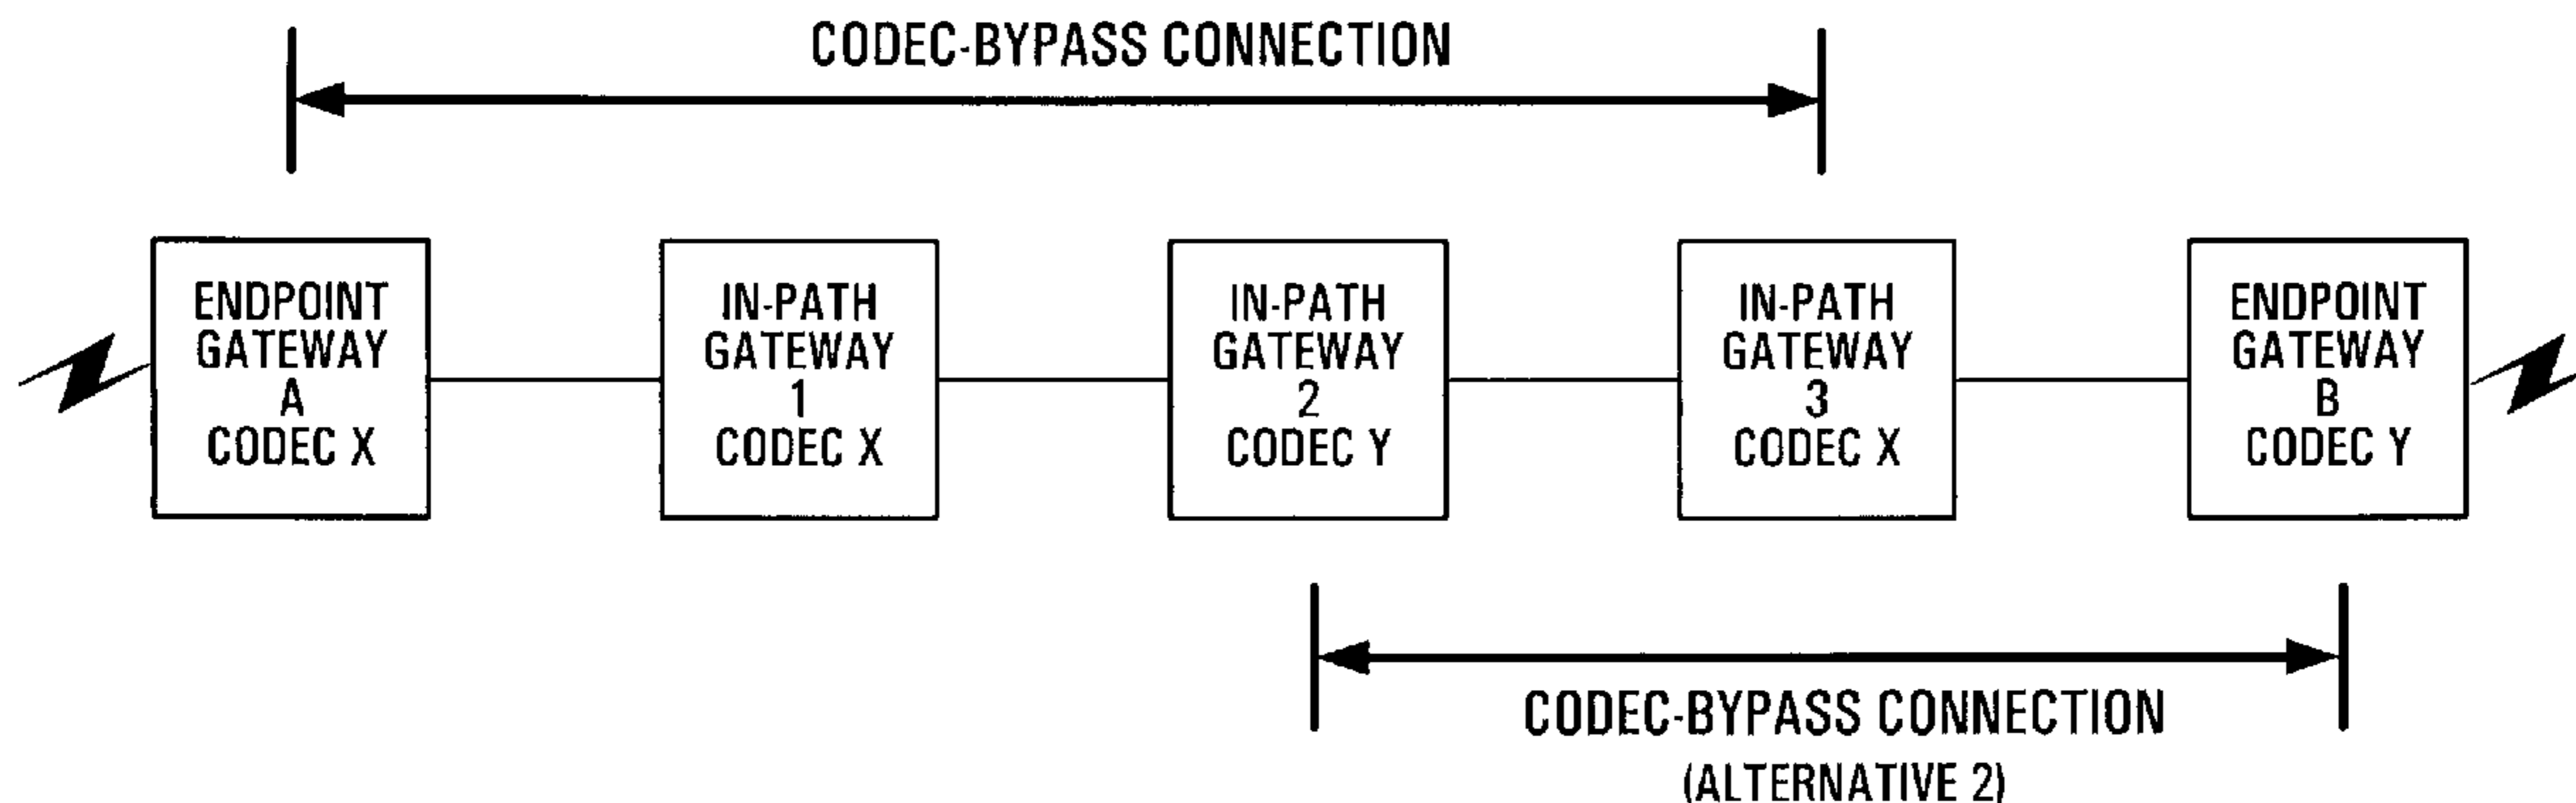 CODEC-BYPASS CONNECTION
ENDPOINT
GATEWAY
A
CODEC X
IN-PATH
GATEWAY
1
CODEC X
IN-PATH
GATEWAY
2
CODEC Y
IN-PATH
GATEWAY
3
CODEC X
ENDPOINT
GATEWAY
B
CODEC Y
CODEC-BYPASS CONNECTION
(ALTERNATIVE 2)